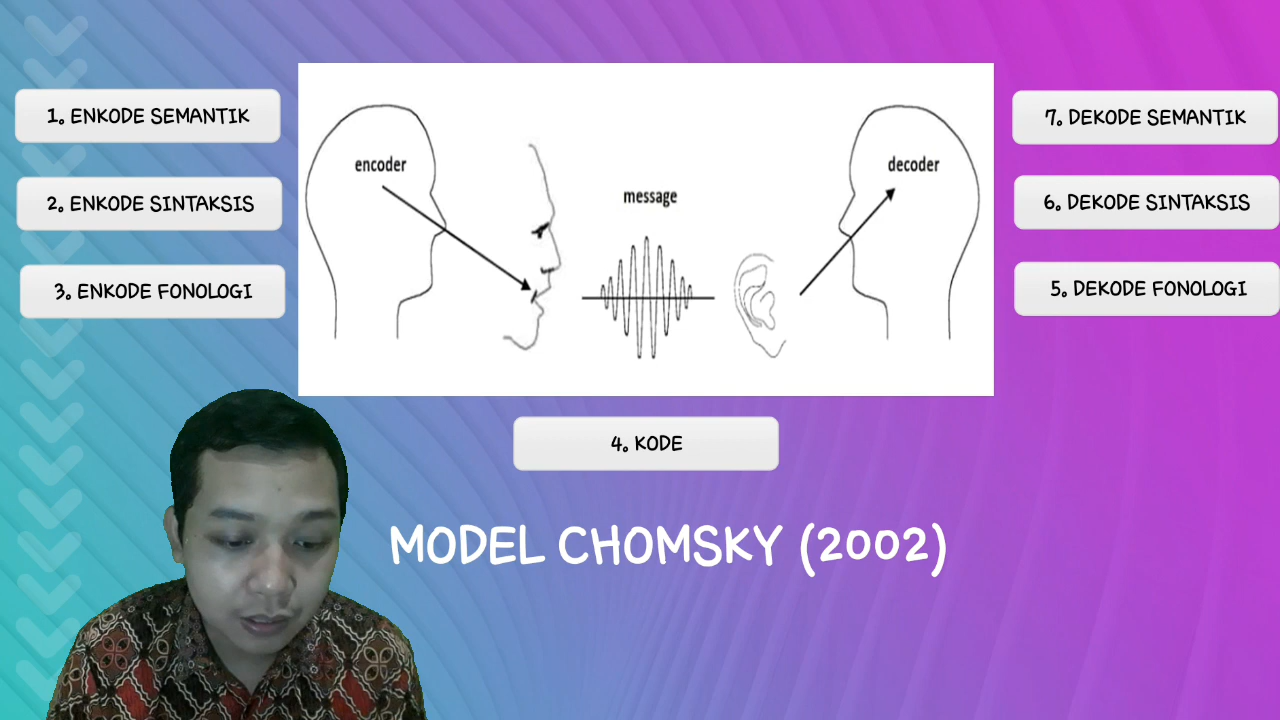 1. ENKODE SEMANTIK
2. ENKODE SINTAKSIS
3. ENKODE FONOLOGI
encoder
message
decoder
4. KODE
7. DEKODE SEMANTIK
6. DEKODE SINTAKSIS
5. DEKODE FONOLOGI
MODEL CHOMSKY (2002)